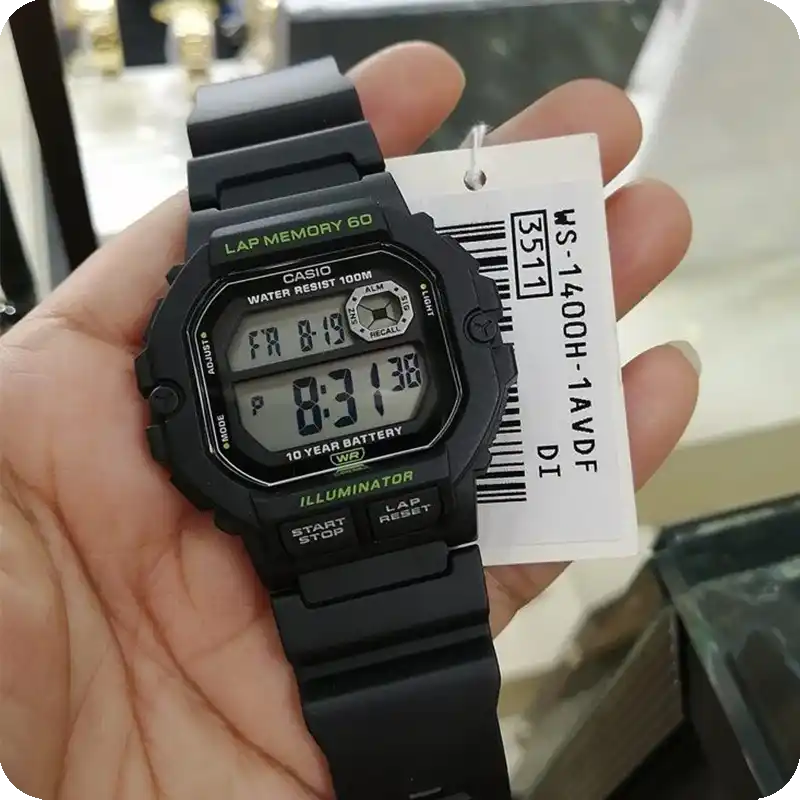 LAP MEMORY 60
CASIO
WATER RESIST 100M
ALM
SIG
SNZ
RECALL
LIGHT
ADJUST
MODE
FR 8-19
P 8:31 38
10 YEAR BATTERY
WR
ILLUMINATOR
START
STOP
LAP
RESET
WS-1400H-1AVDF
3511
DI